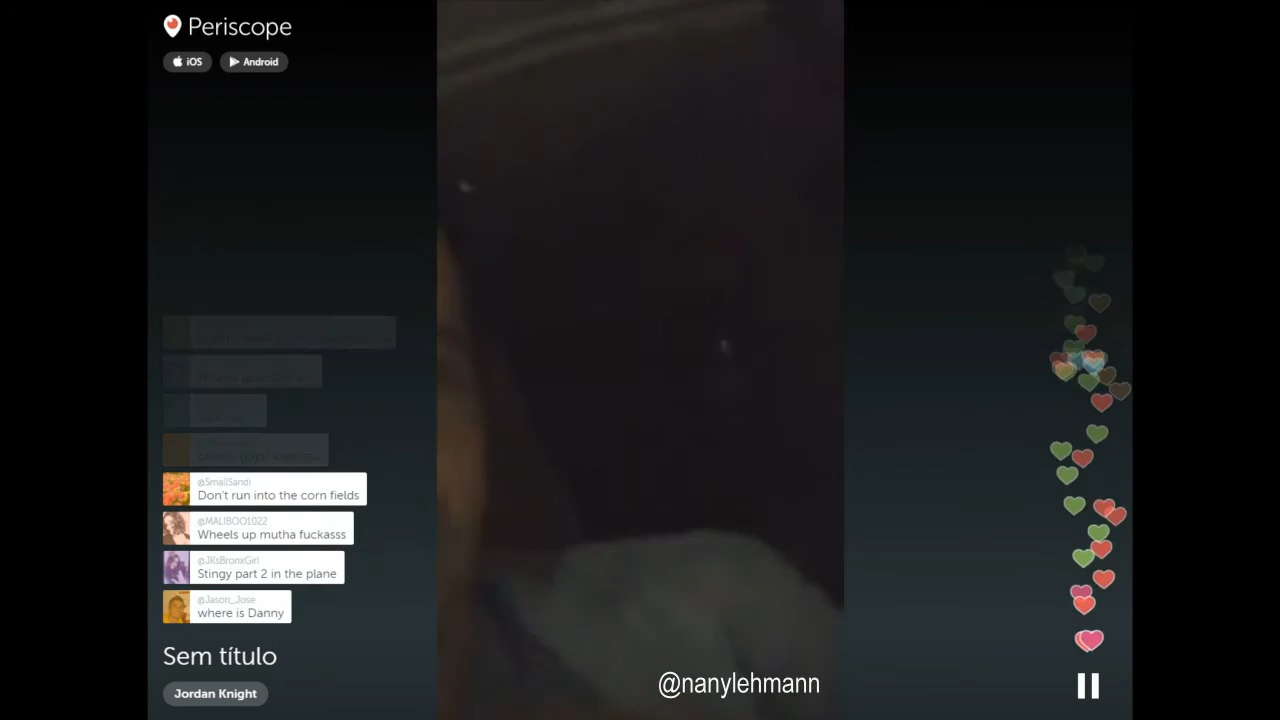 Periscope
iOS
Android
@SmallSandi
Don't run into the corn fields
@MALIBOO1022
Wheels up mutha fuckasss
@JKsBronxGirl
Stingy part 2 in the plane
@Jason_Jose
where is Danny
Sem título
Jordan Knight
@nanylehmann